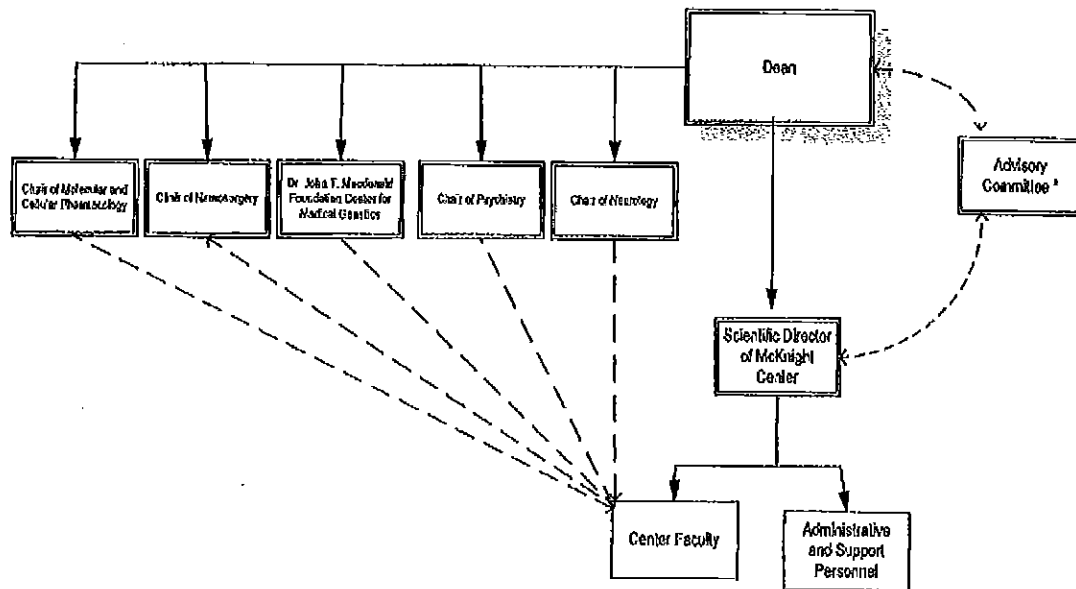 Dean
Chair of Molecular and
Cellular Pharmacology
Chair of Neurosurgery
Dr. John T. Macdonald
Foundation Center for
Medical Genetics
Chair of Psychiatry
Chair of Neurology
Advisory
Committee *
Scientific Director
of McKnight
Center
Center Faculty
Administrative
and Support
Personnel